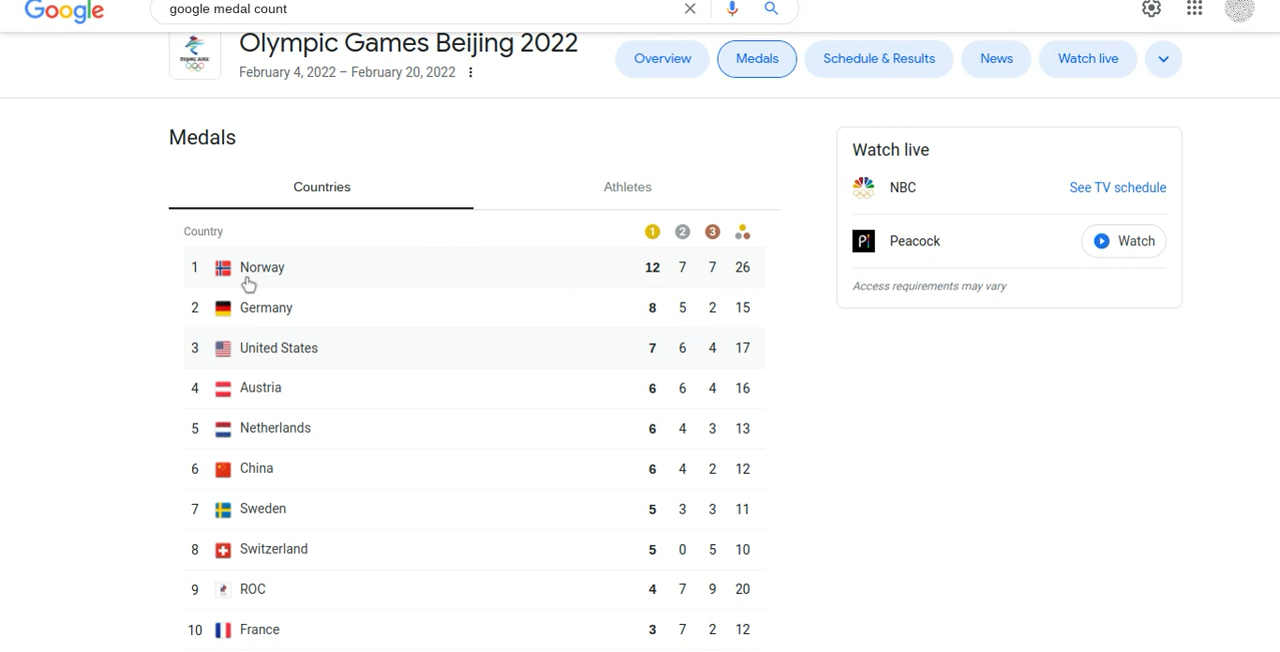 Google
google medal count
Olympic Games Beijing 2022
February 4, 2022 – February 20, 2022
Overview
Medals
Schedule & Results
News
Watch live
Medals
Countries
Athletes
Country 1 2 3
1 Norway 12 7 7 26
2 Germany 8 5 2 15
3 United States 7 6 4 17
4 Austria 6 6 4 16
5 Netherlands 6 4 3 13
6 China 6 4 2 12
7 Sweden 5 3 3 11
8 Switzerland 5 0 5 10
9 ROC 4 7 9 20
10 France 3 7 2 12
Watch live
NBC See TV schedule
Peacock Watch
Access requirements may vary